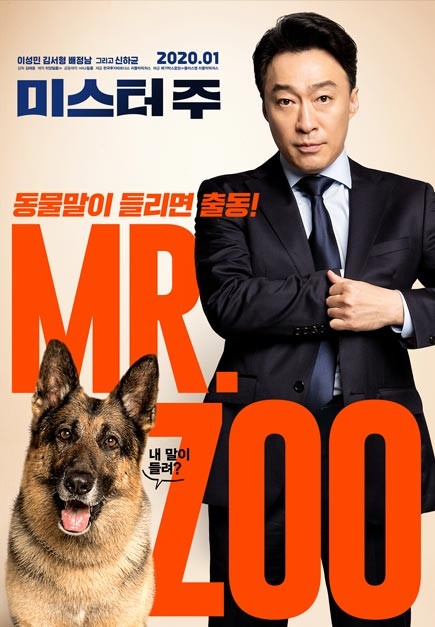 이성민 김서형 배정남 그리고 신하균
2020.01
미스터 주
동물말이 들리면 출동!
MR.
ZOO
내 말이
들려?